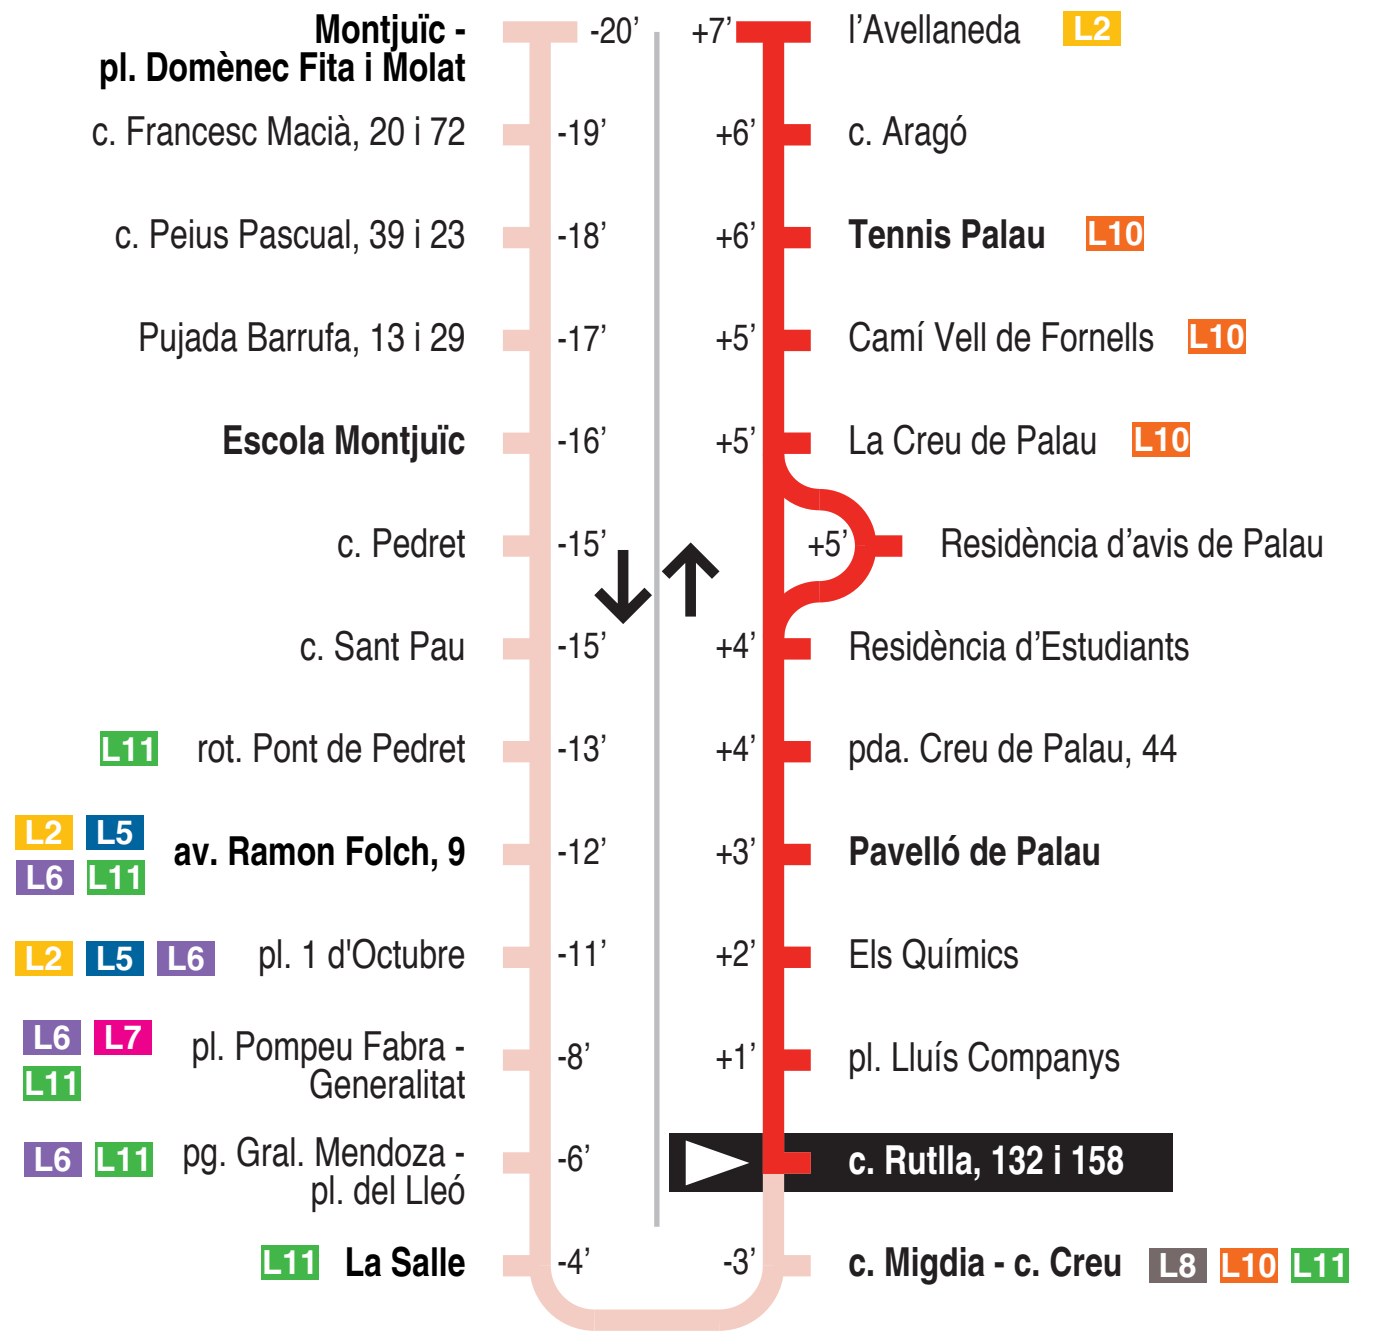 Montjuïc -
pl. Domènec Fita i Molat
-20’
c. Francesc Macià, 20 i 72
-19’
c. Peius Pascual, 39 i 23
-18’
Pujada Barrufa, 13 i 29
-17’
Escola Montjuïc
-16’
c. Pedret
-15’
c. Sant Pau
-15’
L11 rot. Pont de Pedret
-13’
L2 L5
L6 L11
av. Ramon Folch, 9
-12’
L2 L5 L6 pl. 1 d'Octubre
-11’
L6 L7
L11
pl. Pompeu Fabra -
Generalitat
-8’
L6 L11
pg. Gral. Mendoza -
pl. del Lleó
-6’
L11 La Salle
-4’
+7’ l’Avellaneda L2
+6’ c. Aragó
+6’ Tennis Palau L10
+5’ Camí Vell de Fornells L10
+5’ La Creu de Palau L10
+5’ Residència d’avis de Palau
+4’ Residència d’Estudiants
+4’ pda. Creu de Palau, 44
+3’ Pavelló de Palau
+2’ Els Químics
+1’ pl. Lluís Companys
c. Rutlla, 132 i 158
-3’ c. Migdia - c. Creu L8 L10 L11